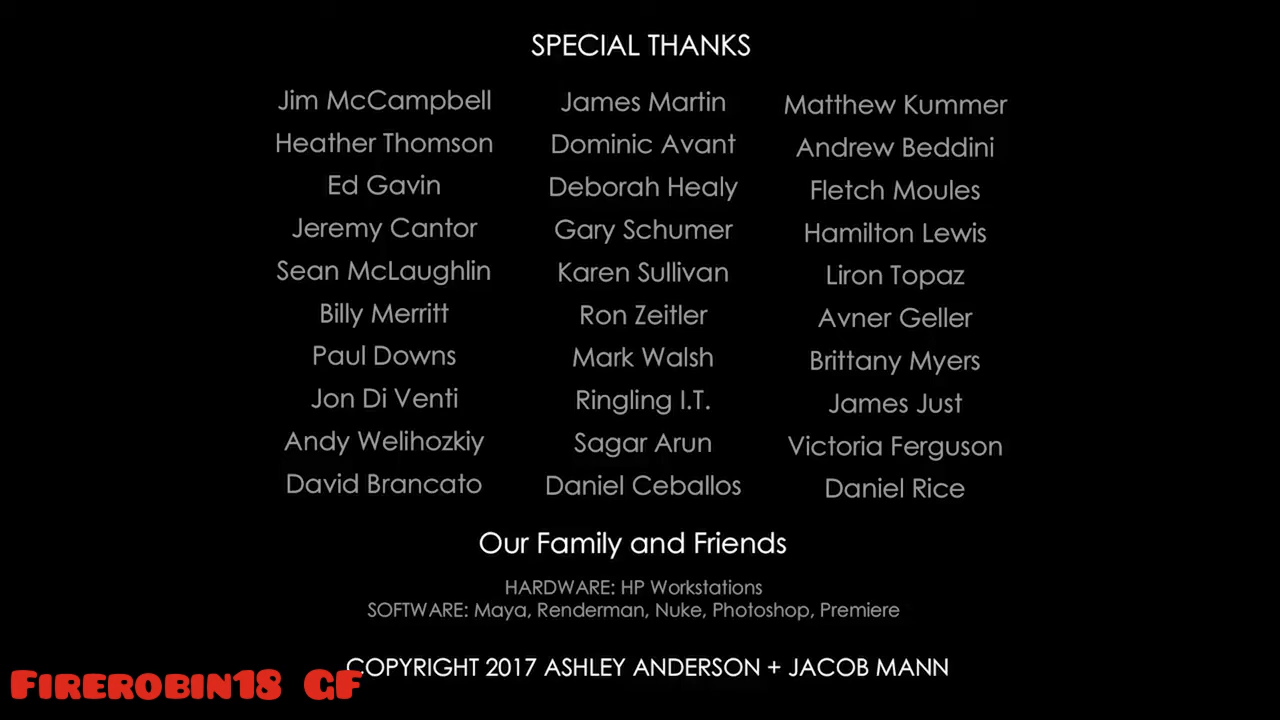 SPECIAL THANKS
Jim McCampbell
Heather Thomson
Ed Gavin
Jeremy Cantor
Sean McLaughlin
Billy Merritt
Paul Downs
Jon Di Venti
Andy Welihozkiy
David Brancato
James Martin
Dominic Avant
Deborah Healy
Gary Schumer
Karen Sullivan
Ron Zeitler
Mark Walsh
Ringling I.T.
Sagar Arun
Daniel Ceballos
Matthew Kummer
Andrew Beddini
Fletch Moules
Hamilton Lewis
Liron Topaz
Avner Geller
Brittany Myers
James Just
Victoria Ferguson
Daniel Rice
Our Family and Friends
HARDWARE: HP Workstations
SOFTWARE: Maya, Renderman, Nuke, Photoshop, Premiere
COPYRIGHT 2017 ASHLEY ANDERSON + JACOB MANN
Firerobin18 GF